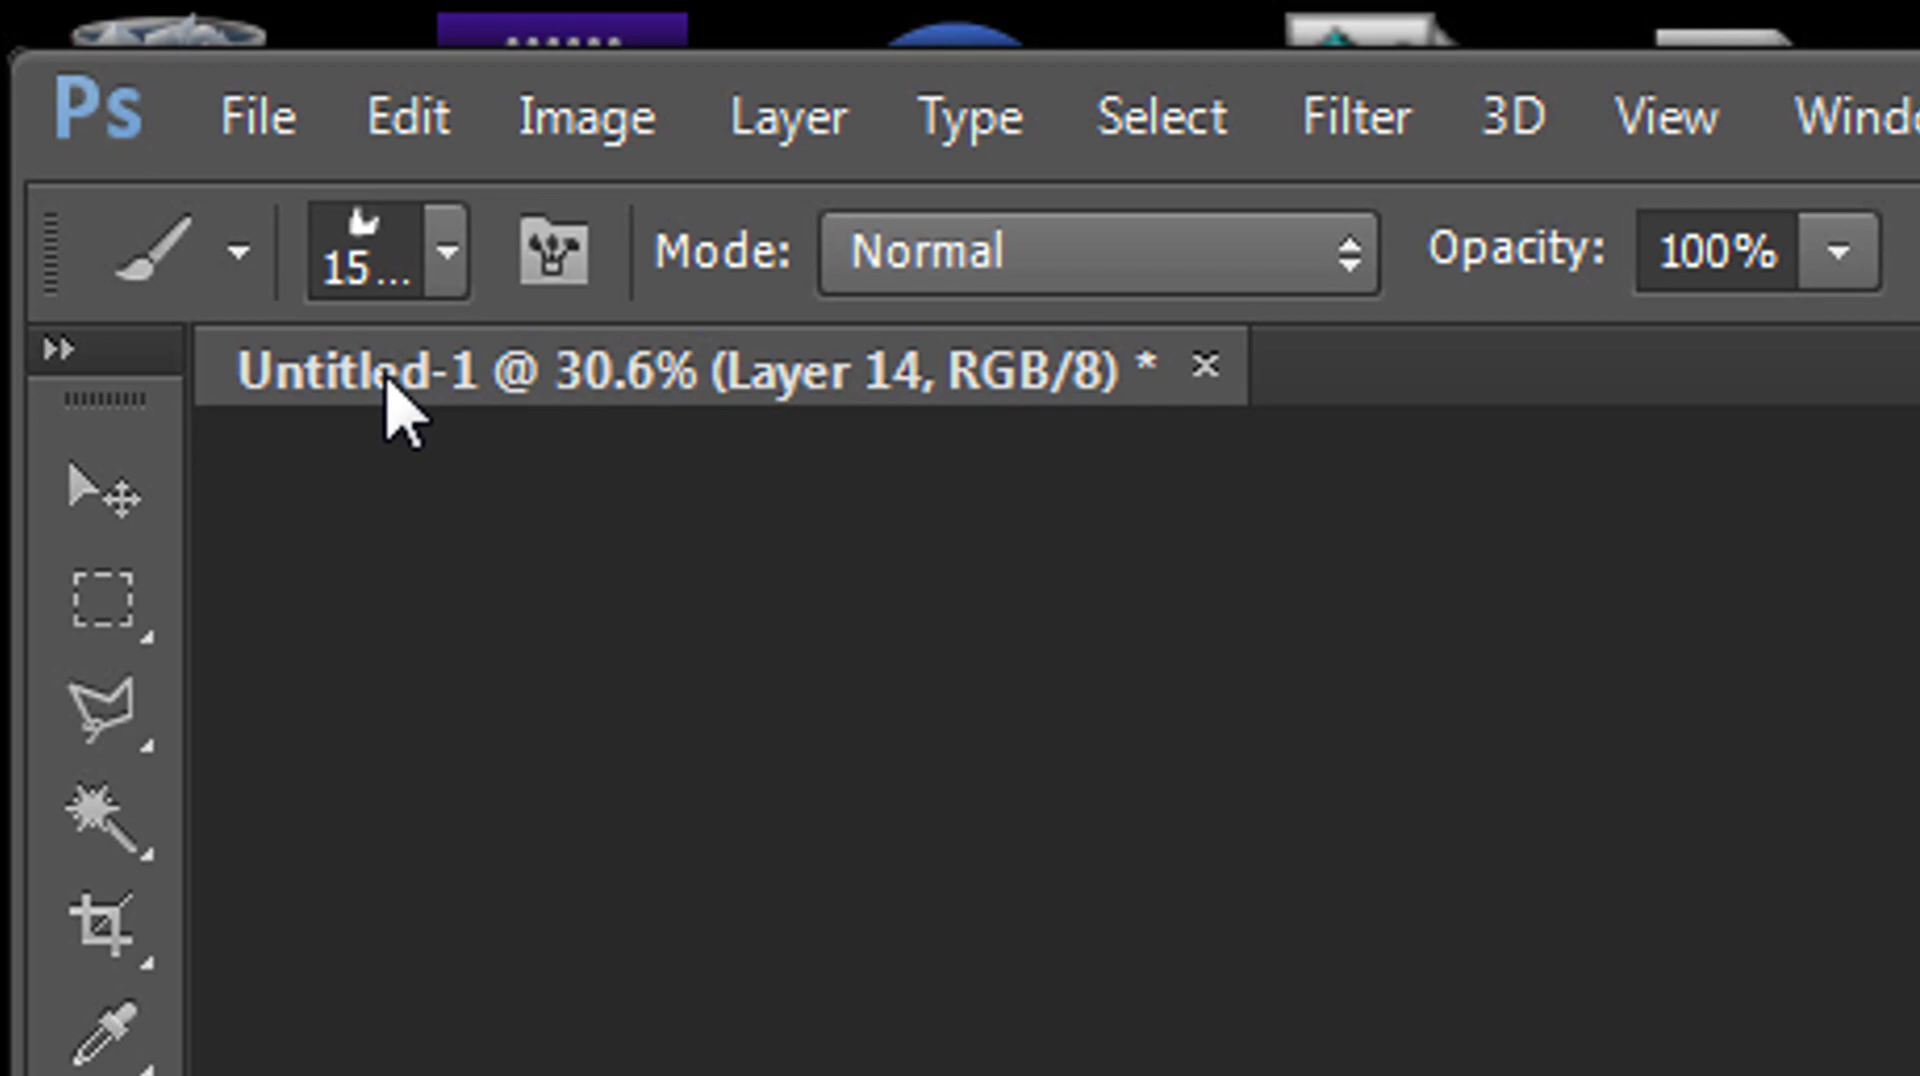 Ps File Edit Image Layer Type Select Filter 3D View Windo
15... Mode: Normal Opacity: 100%
Untitled-1 @ 30.6% (Layer 14, RGB/8) * ×